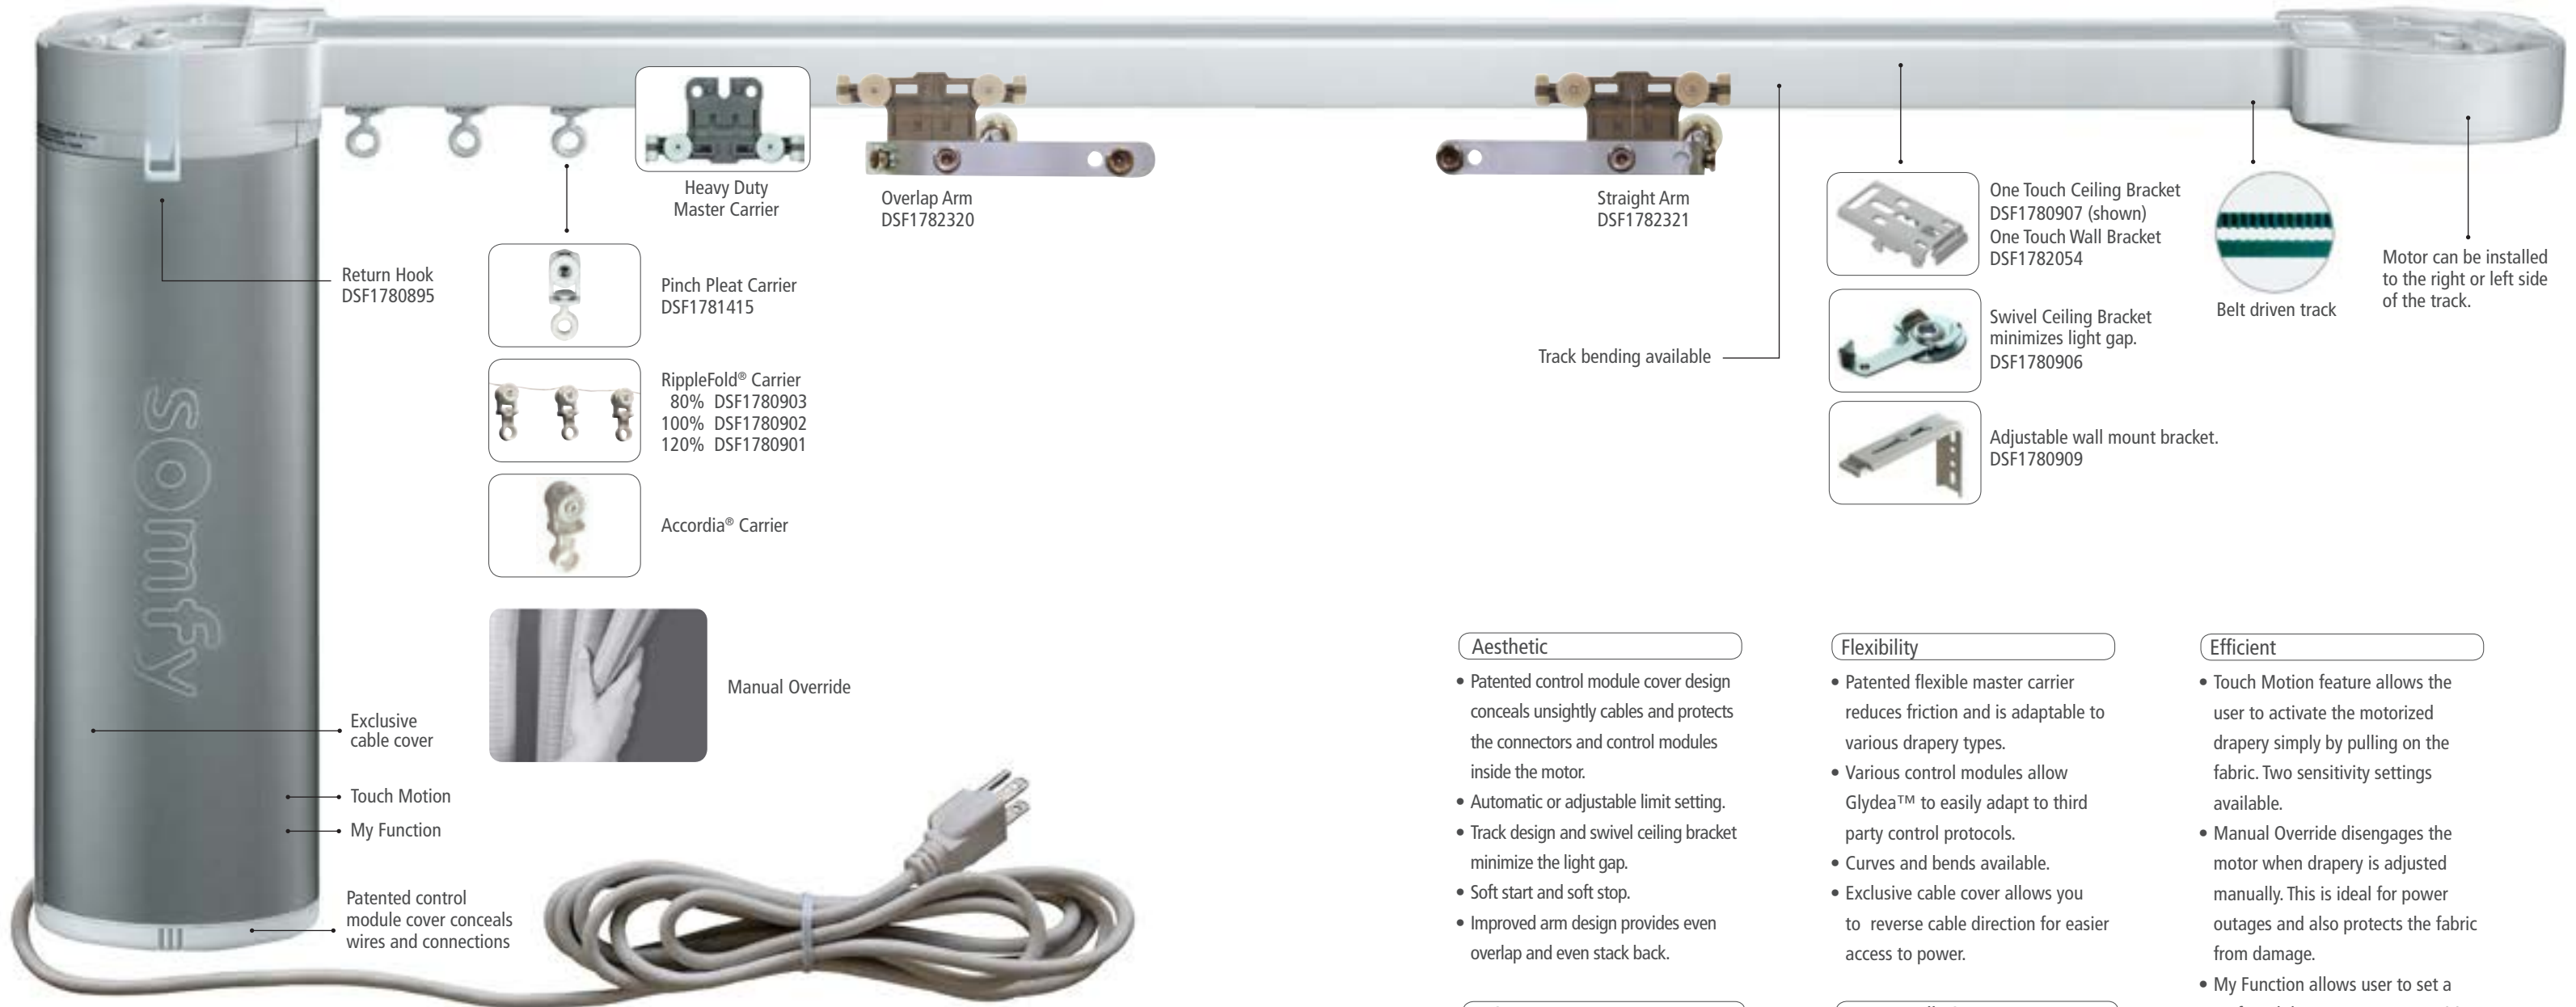 Heavy Duty
Master Carrier
Overlap Arm
DSF1782320
Straight Arm
DSF1782321
One Touch Ceiling Bracket
DSF1780907 (shown)
One Touch Wall Bracket
DSF1782054
Belt driven track
Motor can be installed
to the right or left side
of the track.
Return Hook
DSF1780895
Pinch Pleat Carrier
DSF1781415
Swivel Ceiling Bracket
minimizes light gap.
DSF1780906
Track bending available
RippleFold® Carrier
80% DSF1780903
100% DSF1780902
120% DSF1780901
Adjustable wall mount bracket.
DSF1780909
Accordia® Carrier
somfy
Manual Override
Exclusive
cable cover
Touch Motion
My Function
Patented control
module cover conceals
wires and connections
Aesthetic
• Patented control module cover design
conceals unsightly cables and protects
the connectors and control modules
inside the motor.
• Automatic or adjustable limit setting.
• Track design and swivel ceiling bracket
minimize the light gap.
• Soft start and soft stop.
• Improved arm design provides even
overlap and even stack back.
Flexibility
• Patented flexible master carrier
reduces friction and is adaptable to
various drapery types.
• Various control modules allow
Glydea™ to easily adapt to third
party control protocols.
• Curves and bends available.
• Exclusive cable cover allows you
to reverse cable direction for easier
access to power.
Efficient
• Touch Motion feature allows the
user to activate the motorized
drapery simply by pulling on the
fabric. Two sensitivity settings
available.
• Manual Override disengages the
motor when drapery is adjusted
manually. This is ideal for power
outages and also protects the fabric
from damage.
• My Function allows user to set a